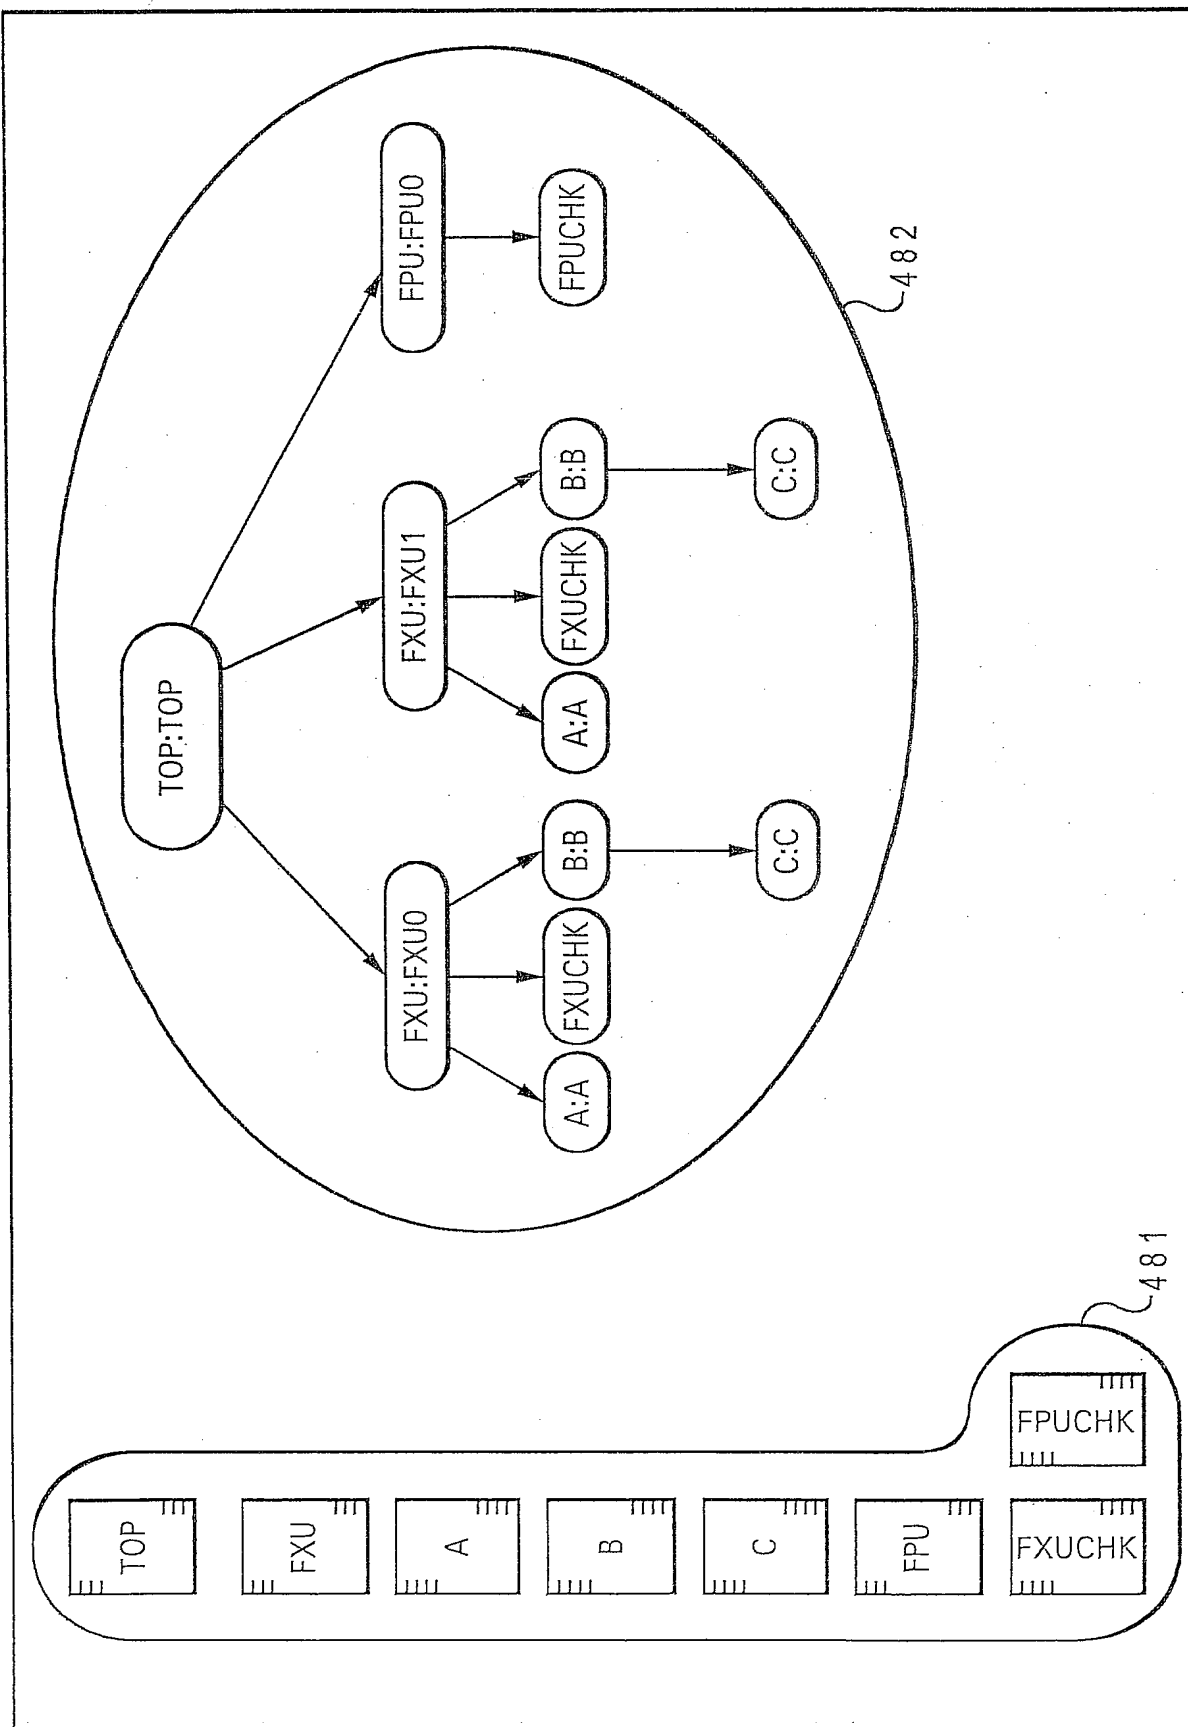 TOP
FXU
A
B
C
FPU
FXUCHK
FPUCHK
481
TOP:TOP
FXU:FXU0
FXU:FXU1
FPU:FPU0
A:A
FXUCHK
B:B
A:A
FXUCHK
B:B
FPUCHK
C:C
C:C
482